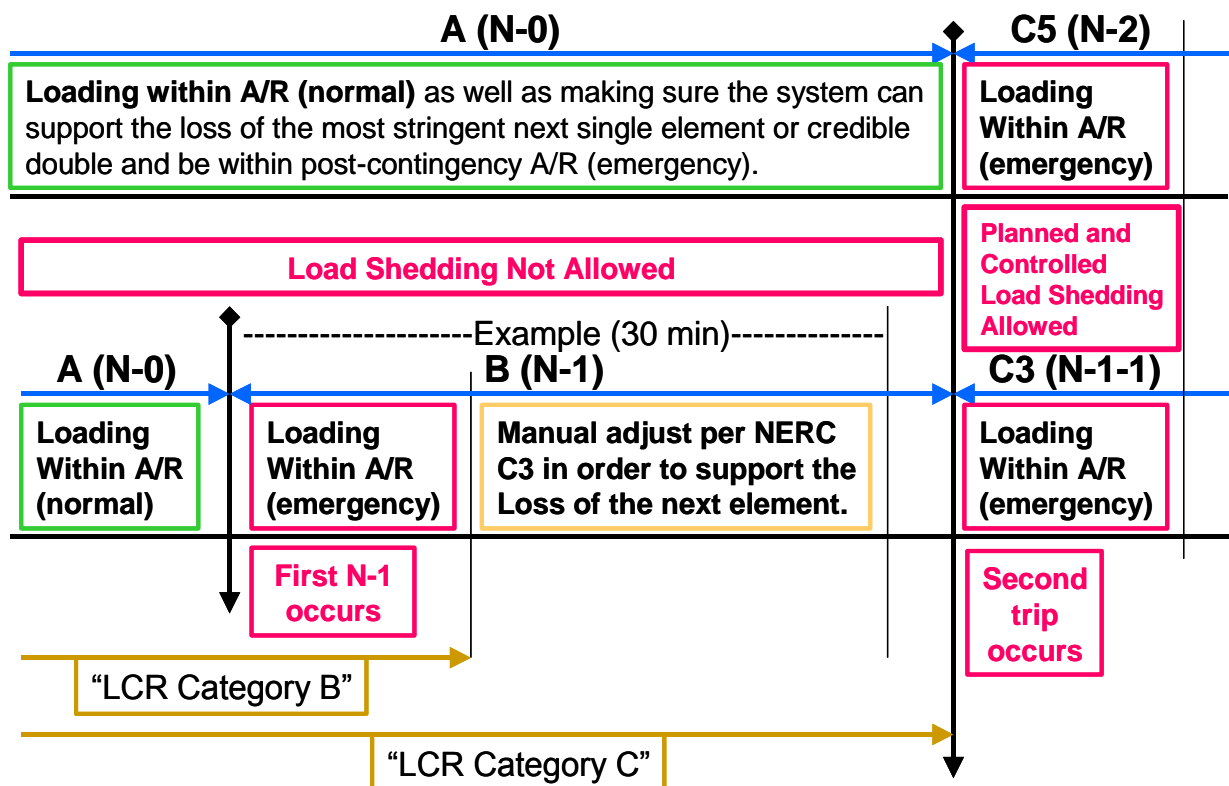 A (N-0)
C5 (N-2)
Loading within A/R (normal) as well as making sure the system can
support the loss of the most stringent next single element or credible
double and be within post-contingency A/R (emergency).
Loading
Within A/R
(emergency)
Load Shedding Not Allowed
Planned and
Controlled
Load Shedding
Allowed
Example (30 min)
A (N-0)
B (N-1)
C3 (N-1-1)
Loading
Within A/R
(normal)
Loading
Within A/R
(emergency)
Manual adjust per NERC
C3 in order to support the
Loss of the next element.
Loading
Within A/R
(emergency)
First N-1
occurs
Second
trip
occurs
“LCR Category B”
“LCR Category C”